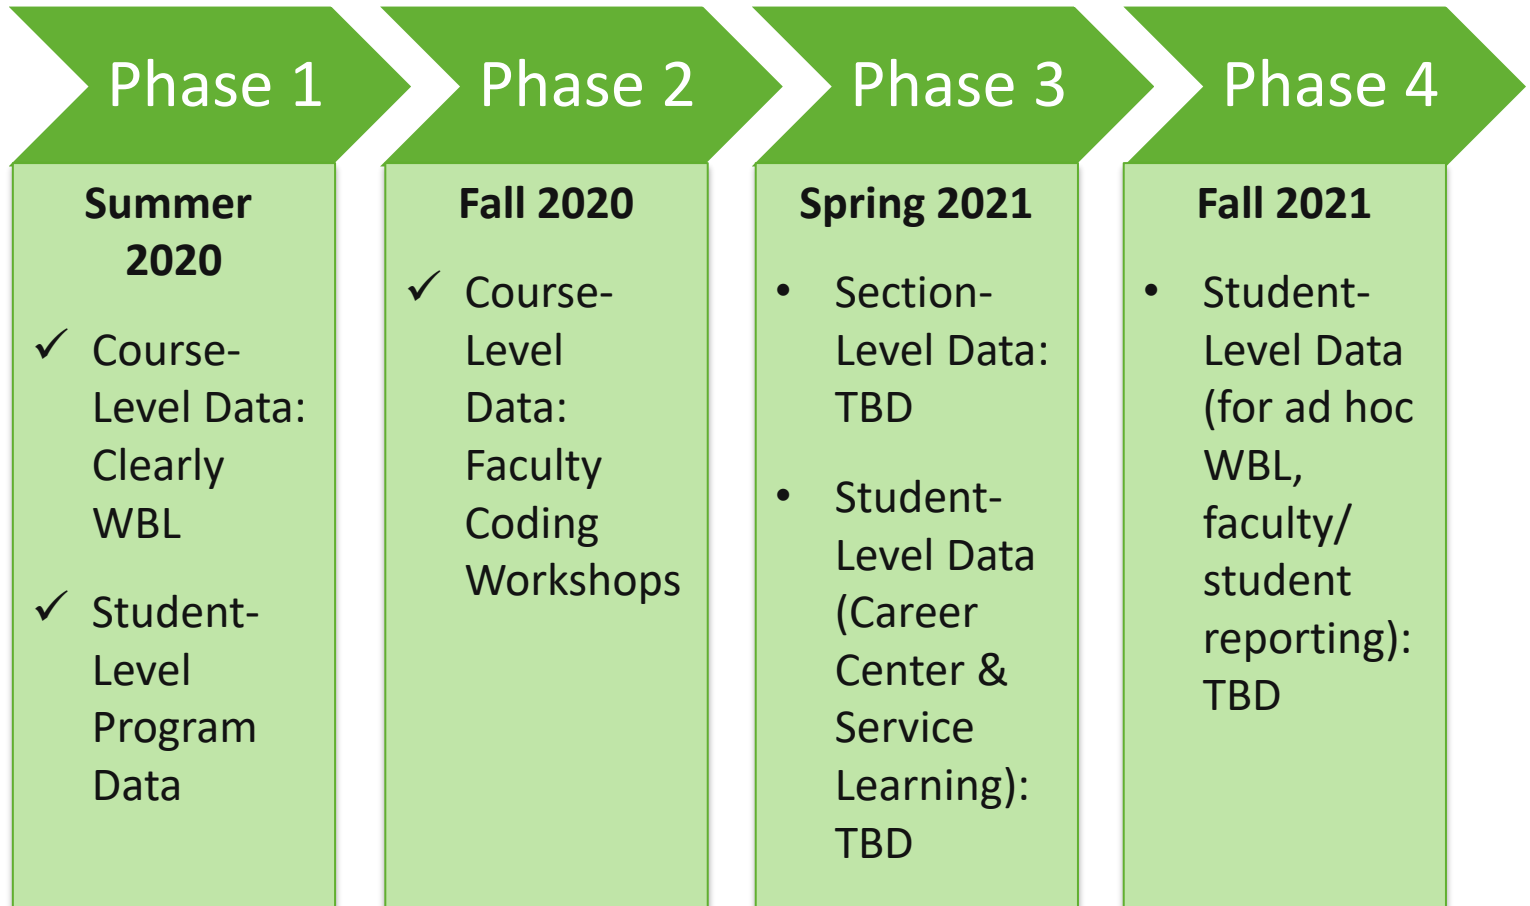 Phase 1
Summer
2020
✓ Course-
Level Data:
Clearly
WBL
✓ Student-
Level
Program
Data
Phase 2
Fall 2020
✓ Course-
Level
Data:
Faculty
Coding
Workshops
Phase 3
Spring 2021
• Section-
Level Data:
TBD
• Student-
Level Data
(Career
Center &
Service
Learning):
TBD
Phase 4
Fall 2021
• Student-
Level Data
(for ad hoc
WBL,
faculty/
student
reporting):
TBD